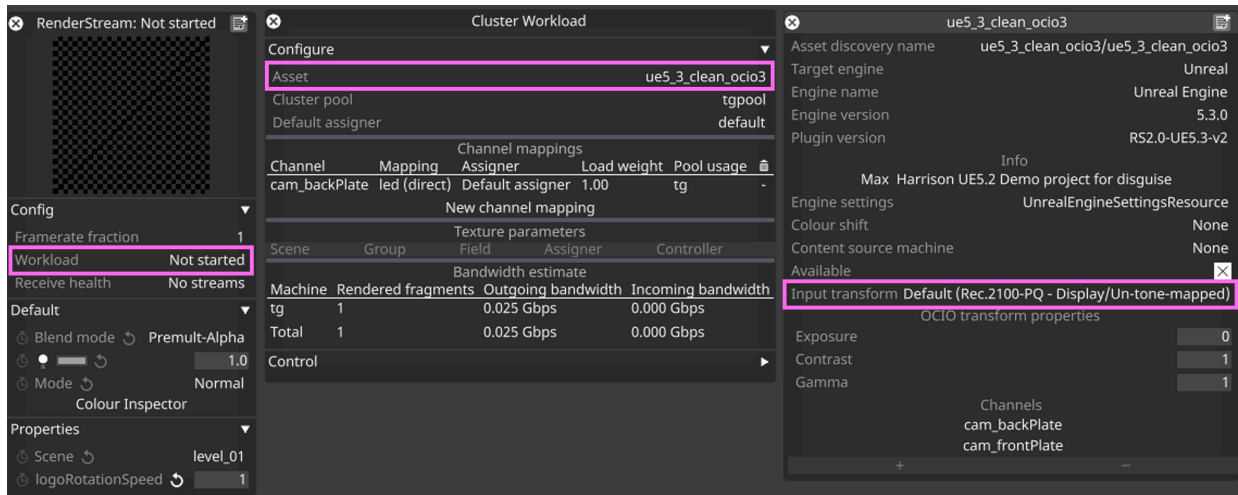 RenderStream: Not started
Config
Framerate fraction 1
Workload Not started
Receive health No streams
Default
Blend mode Premult-Alpha
1.0
Mode Normal
Colour Inspector
Properties
Scene level_01
logoRotationSpeed 1
Cluster Workload
Configure
Asset ue5_3_clean_ocio3
Cluster pool tgpool
Default assigner default
Channel mappings
Channel Mapping Assigner Load weight Pool usage
cam_backPlate led (direct) Default assigner 1.00 tg -
New channel mapping
Texture parameters
Scene Group Field Assigner Controller
Bandwidth estimate
Machine Rendered fragments Outgoing bandwidth Incoming bandwidth
tg 1 0.025 Gbps 0.000 Gbps
Total 1 0.025 Gbps 0.000 Gbps
Control
ue5_3_clean_ocio3
Asset discovery name ue5_3_clean_ocio3/ue5_3_clean_ocio3
Target engine Unreal
Engine name Unreal Engine
Engine version 5.3.0
Plugin version RS2.0-UE5.3-v2
Info
Max Harrison UE5.2 Demo project for disguise
Engine settings UnrealEngineSettingsResource
Colour shift None
Content source machine None
Available
Input transform Default (Rec.2100-PQ - Display/Un-tone-mapped)
OCIO transform properties
Exposure 0
Contrast 1
Gamma 1
Channels
cam_backPlate
cam_frontPlate
+ −